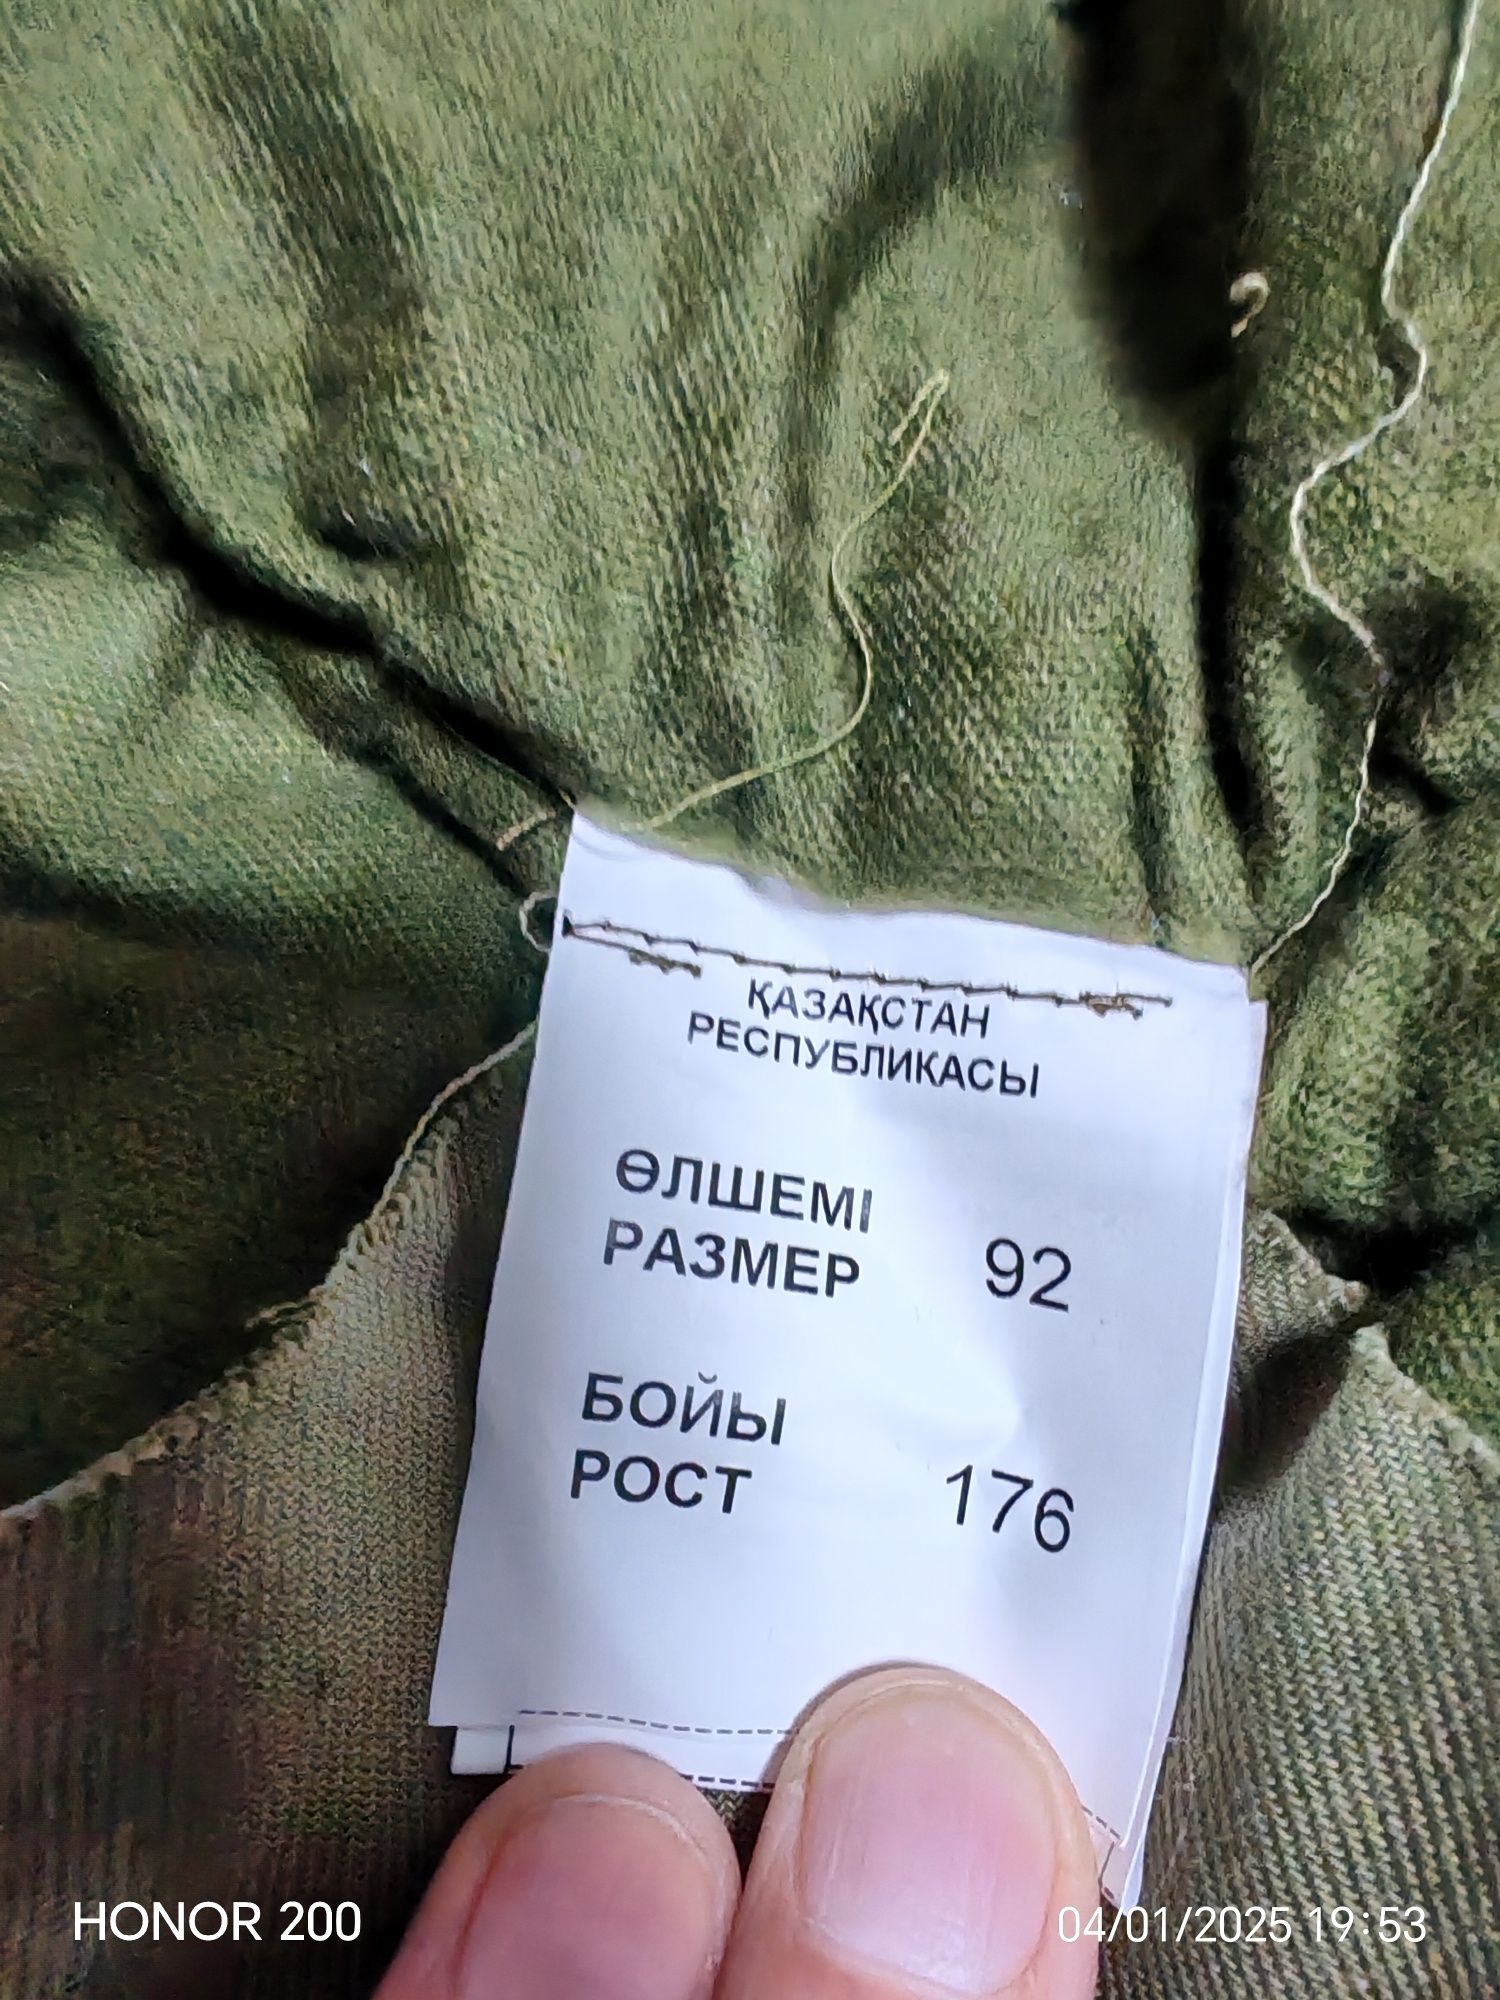 ҚАЗАҚСТАН
РЕСПУБЛИКАСЫ
ӨЛШЕМІ
РАЗМЕР 92
БОЙЫ
РОСТ 176
HONOR 200
04/01/2025 19:53